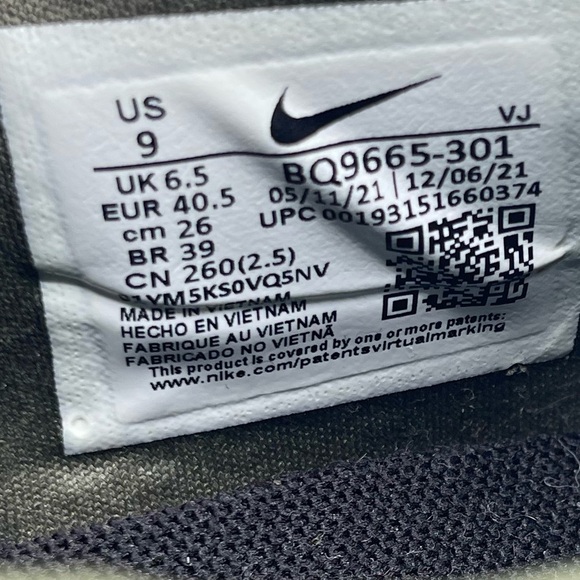 US
9
VJ
UK 6.5
BQ9665-301
EUR 40.5
05/11/21 | 12/06/21
cm 26
UPC 00193151660374
BR 39
CN 260(2.5)
1YM5KS0VQ5NV
MADE IN VIETNAM
HECHO EN VIETNAM
FABRIQUE AU VIETNAM
FABRICADO NO VIETNÃ
This product is covered by one or more patents:
www.nike.com/patentsvirtualmarking